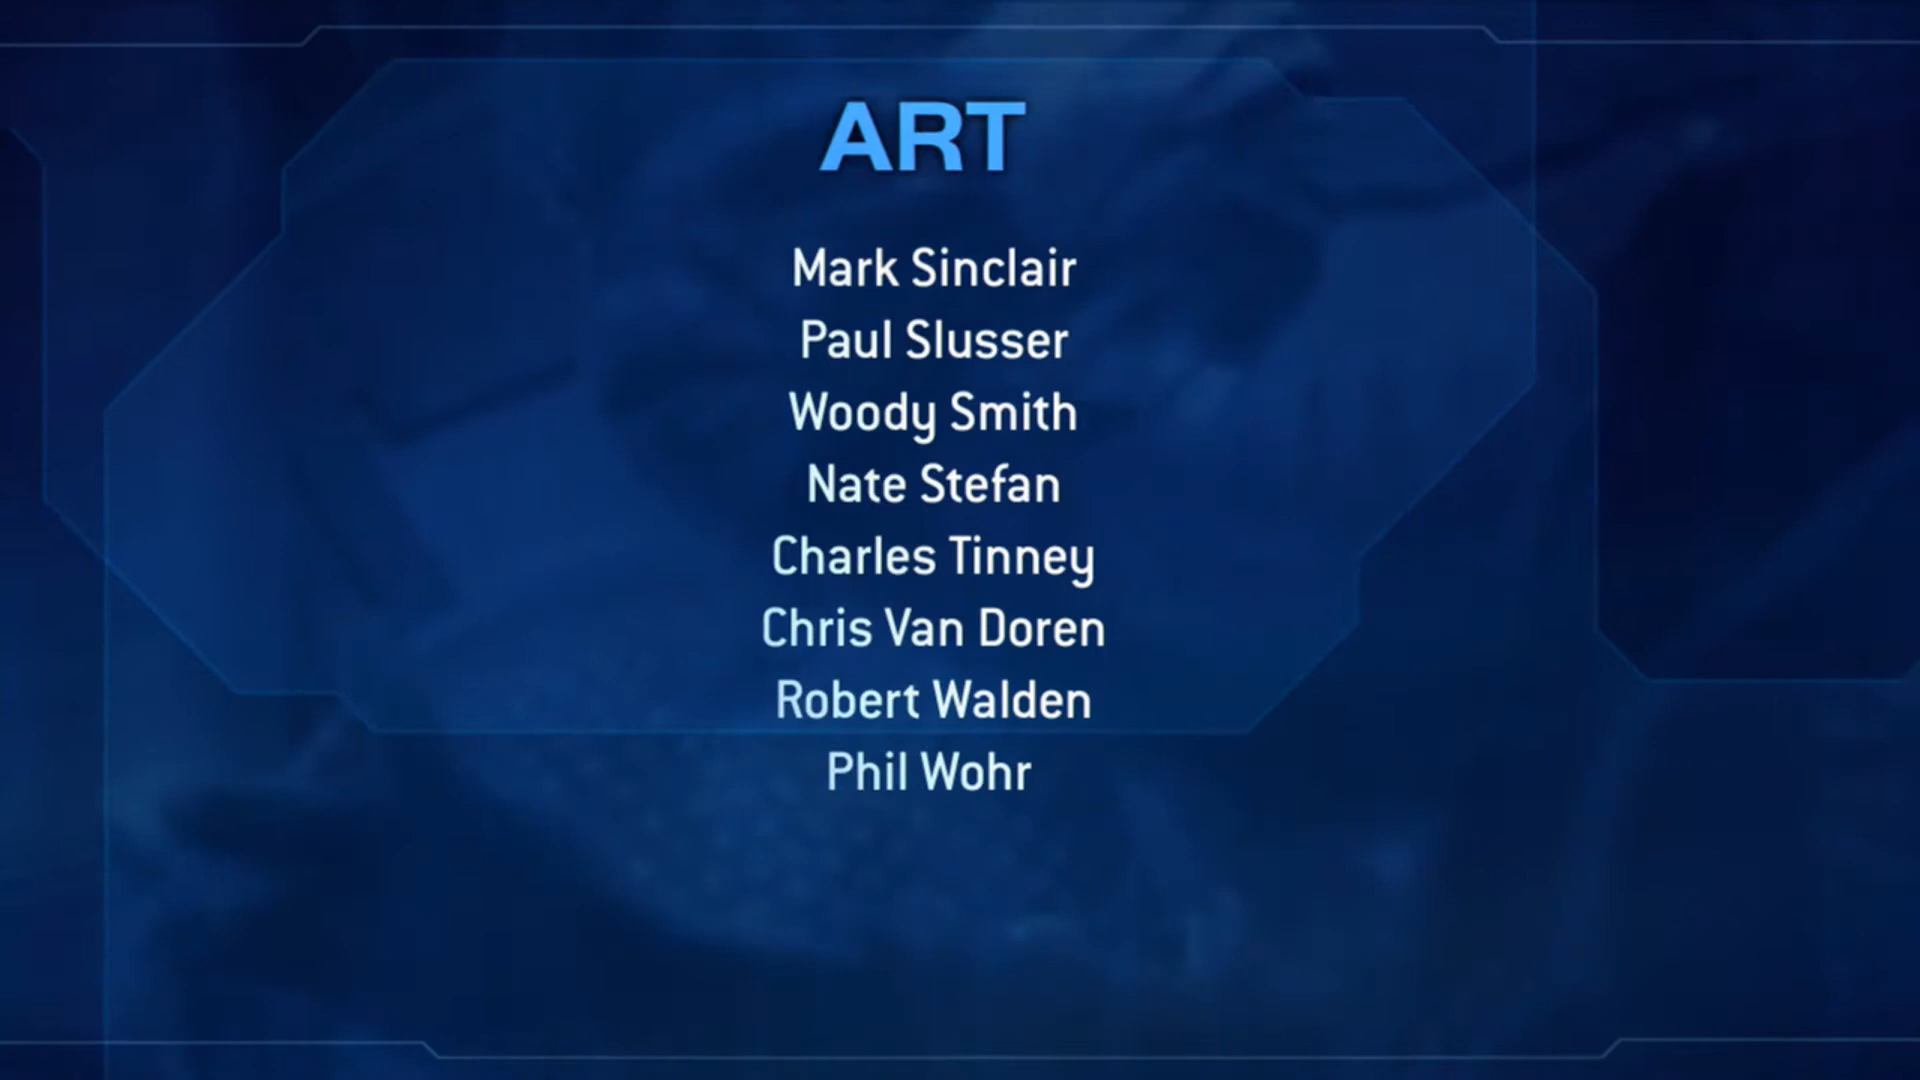 ART
Mark Sinclair
Paul Slusser
Woody Smith
Nate Stefan
Charles Tinney
Chris Van Doren
Robert Walden
Phil Wohr